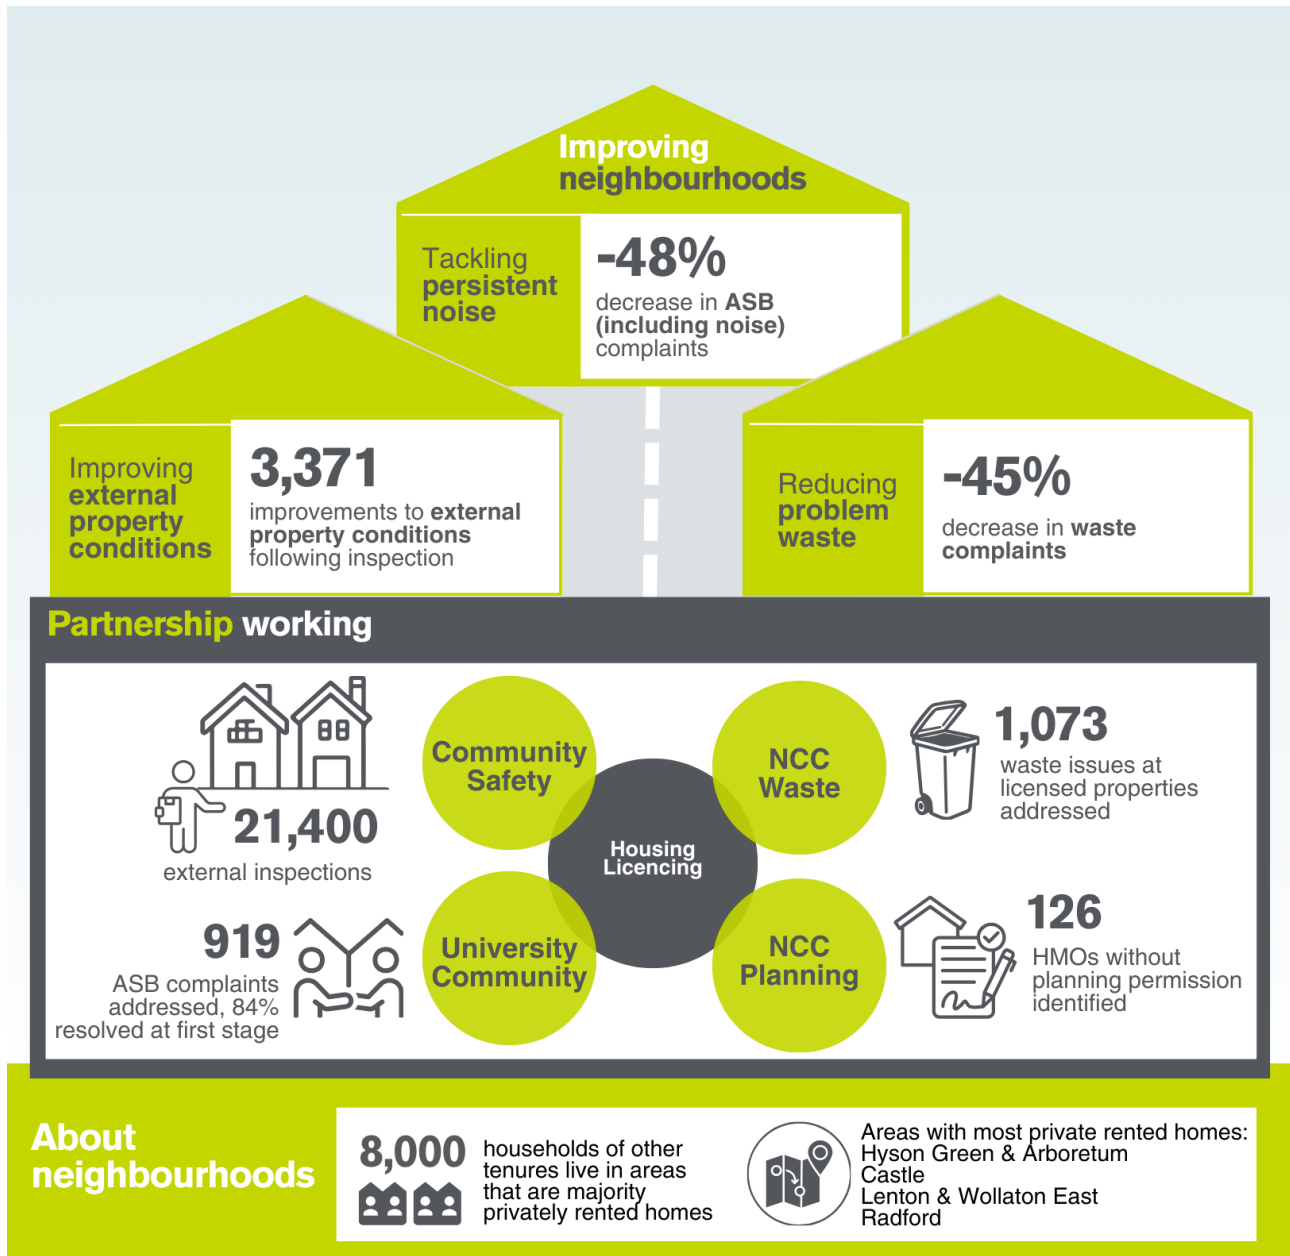 Improving
neighbourhoods
Tackling
persistent
noise
-48%
decrease in ASB
(including noise)
complaints
Improving
external
property
conditions
3,371
improvements to external
property conditions
following inspection
Reducing
problem
waste
-45%
decrease in waste
complaints
Partnership working
21,400
external inspections
919
ASB complaints
addressed, 84%
resolved at first stage
Community
Safety
NCC
Waste
Housing
Licencing
University
Community
NCC
Planning
1,073
waste issues at
licensed properties
addressed
126
HMOs without
planning permission
identified
About
neighbourhoods
8,000
households of other
tenures live in areas
that are majority
privately rented homes
Areas with most private rented homes:
Hyson Green & Arboretum
Castle
Lenton & Wollaton East
Radford